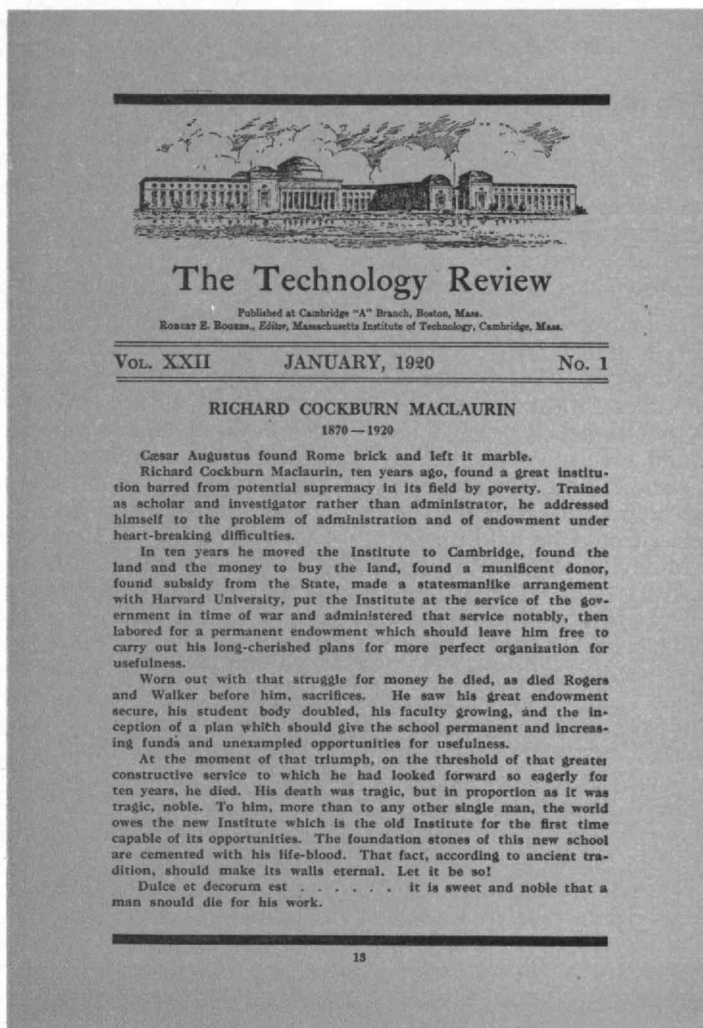 The Technology Review
Published at Cambridge "A" Branch, Boston, Mass.
ROBERT E. ROGERS., Editor, Massachusetts Institute of Technology, Cambridge, Mass.
VOL. XXII JANUARY, 1920 No. 1
RICHARD COCKBURN MACLAURIN
1870—1920
Cæsar Augustus found Rome brick and left it marble.
Richard Cockburn Maclaurin, ten years ago, found a great institu-
tion barred from potential supremacy in its field by poverty. Trained
as scholar and investigator rather than administrator, he addressed
himself to the problem of administration and of endowment under
heart-breaking difficulties.
In ten years he moved the Institute to Cambridge, found the
land and the money to buy the land, found a munificent donor,
found subsidy from the State, made a statesmanlike arrangement
with Harvard University, put the Institute at the service of the gov-
ernment in time of war and administered that service notably, then
labored for a permanent endowment which should leave him free to
carry out his long-cherished plans for more perfect organization for
usefulness.
Worn out with that struggle for money he died, as died Rogers
and Walker before him, sacrifices. He saw his great endowment
secure, his student body doubled, his faculty growing, and the in-
ception of a plan which should give the school permanent and increas-
ing funds and unexampled opportunities for usefulness.
At the moment of that triumph, on the threshold of that greater
constructive service to which he had looked forward so eagerly for
ten years, he died. His death was tragic, but in proportion as it was
tragic, noble. To him, more than to any other single man, the world
owes the new Institute which is the old Institute for the first time
capable of its opportunities. The foundation stones of this new school
are cemented with his life-blood. That fact, according to ancient tra-
dition, should make its walls eternal. Let it be so!
Dulce et decorum est . . . . . . it is sweet and noble that a
man should die for his work.
13